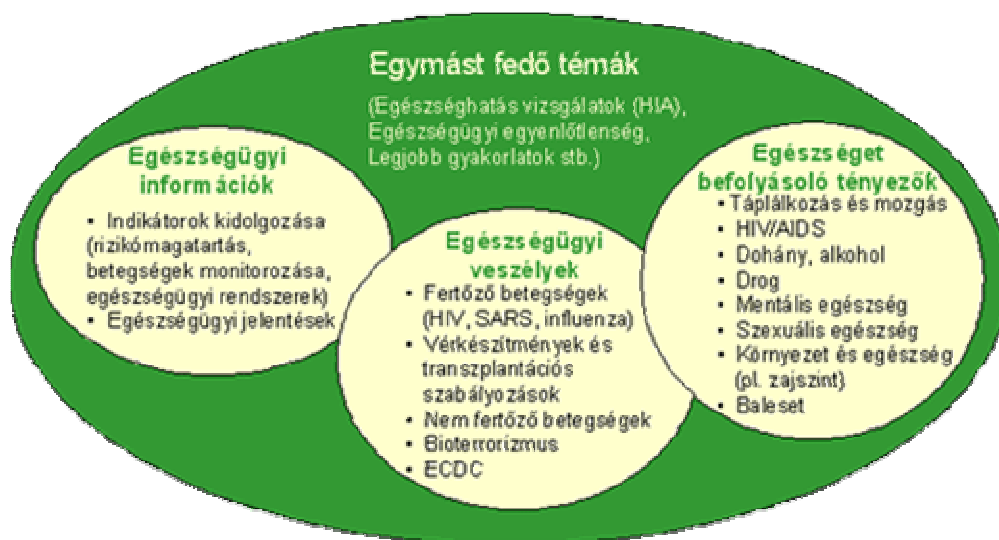 Egymást fedő témák
(Egészséghatás vizsgálatok (HIA),
Egészségügyi egyenlőtlenség,
Legjobb gyakorlatok stb.)
Egészségügyi
információk
• Indikátorok kidolgozása
(rizikómagatartás,
betegségek monitorozása,
egészségügyi rendszerek)
• Egészségügyi jelentések
Egészségügyi
veszélyek
• Fertőző betegségek
(HIV, SARS, influenza)
• Vérkészítmények és
transzplantációs
szabályozások
• Nem fertőző betegségek
• Bioterrorizmus
• ECDC
Egészséget
befolyásoló tényezők
• Táplálkozás és mozgás
• HIV/AIDS
• Dohány, alkohol
• Drog
• Mentális egészség
• Szexuális egészség
• Környezet és egészség
(pl. zajszint)
• Baleset